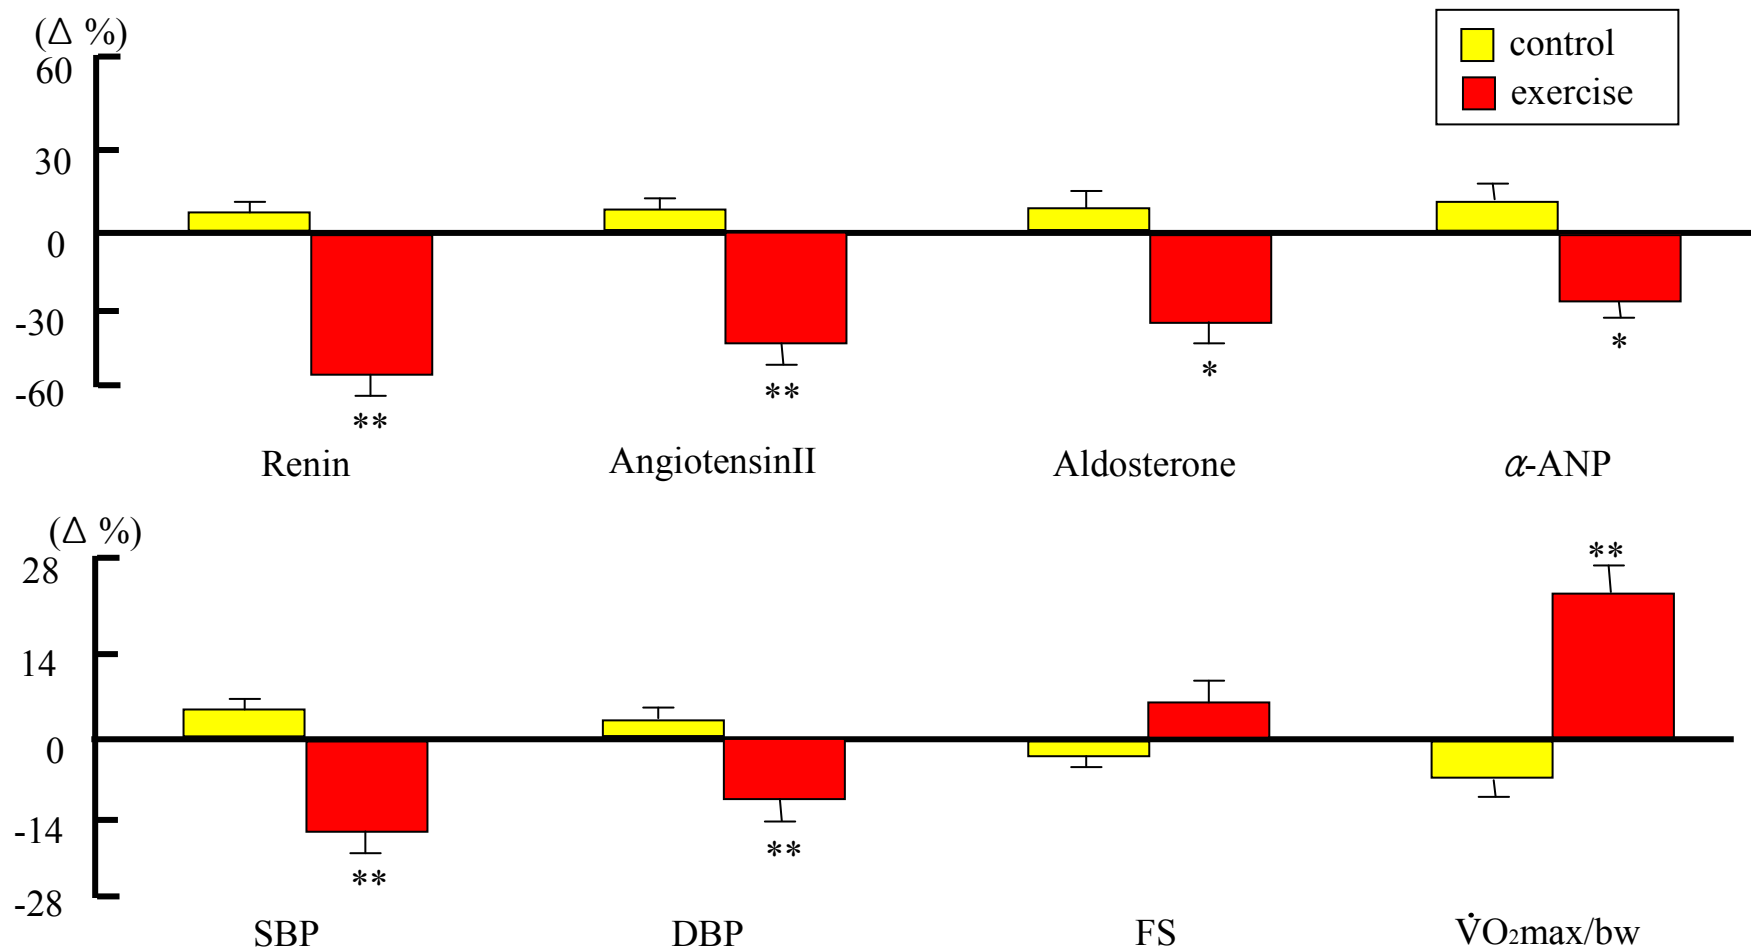 (Δ %)
60
30
0
-30
-60
control
exercise
**
**
*
*
Renin
AngiotensinII
Aldosterone
α-ANP
(Δ %)
28
14
0
-14
-28
**
**
**
SBP
DBP
FS
V̇O₂max/bw